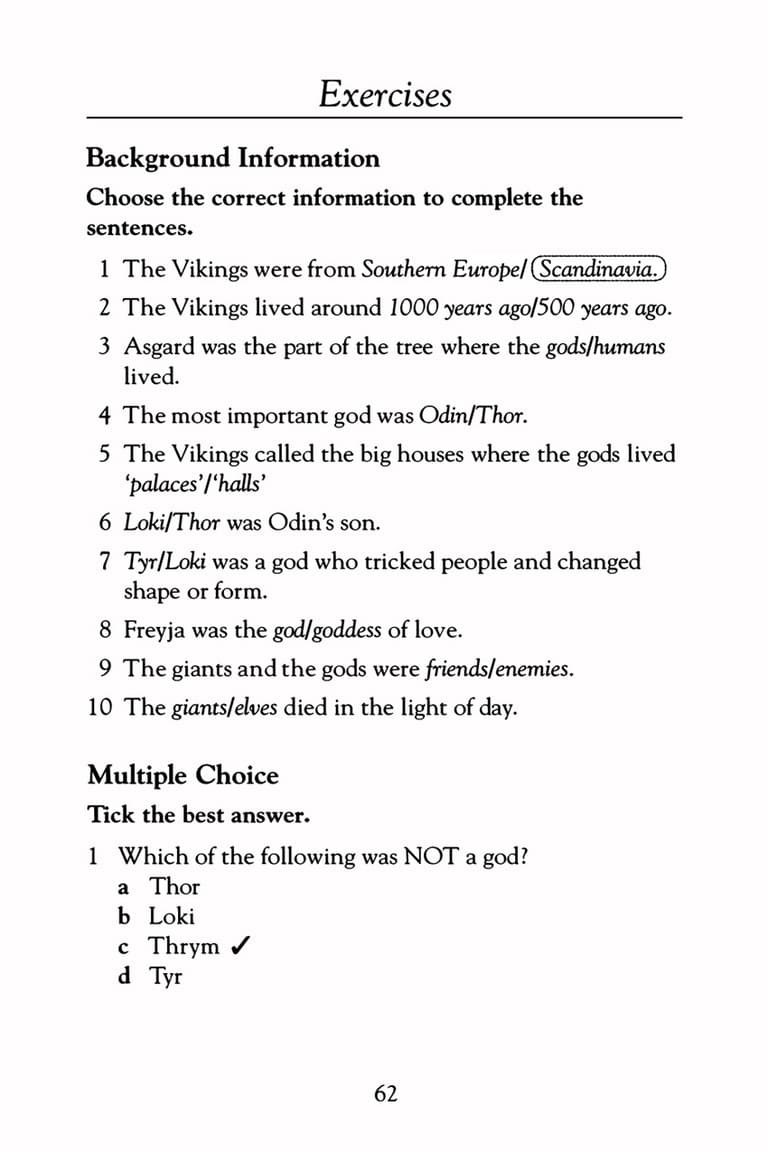 Exercises
Background Information
Choose the correct information to complete the
sentences.
1 The Vikings were from Southern Europe/Scandinavia.
2 The Vikings lived around 1000 years ago/500 years ago.
3 Asgard was the part of the tree where the gods/humans
lived.
4 The most important god was Odin/Thor.
5 The Vikings called the big houses where the gods lived
‘palaces’/‘halls’
6 Loki/Thor was Odin’s son.
7 Tyr/Loki was a god who tricked people and changed
shape or form.
8 Freyja was the god/goddess of love.
9 The giants and the gods were friends/enemies.
10 The giants/elves died in the light of day.
Multiple Choice
Tick the best answer.
1 Which of the following was NOT a god?
a Thor
b Loki
c Thrym ✓
d Tyr
62